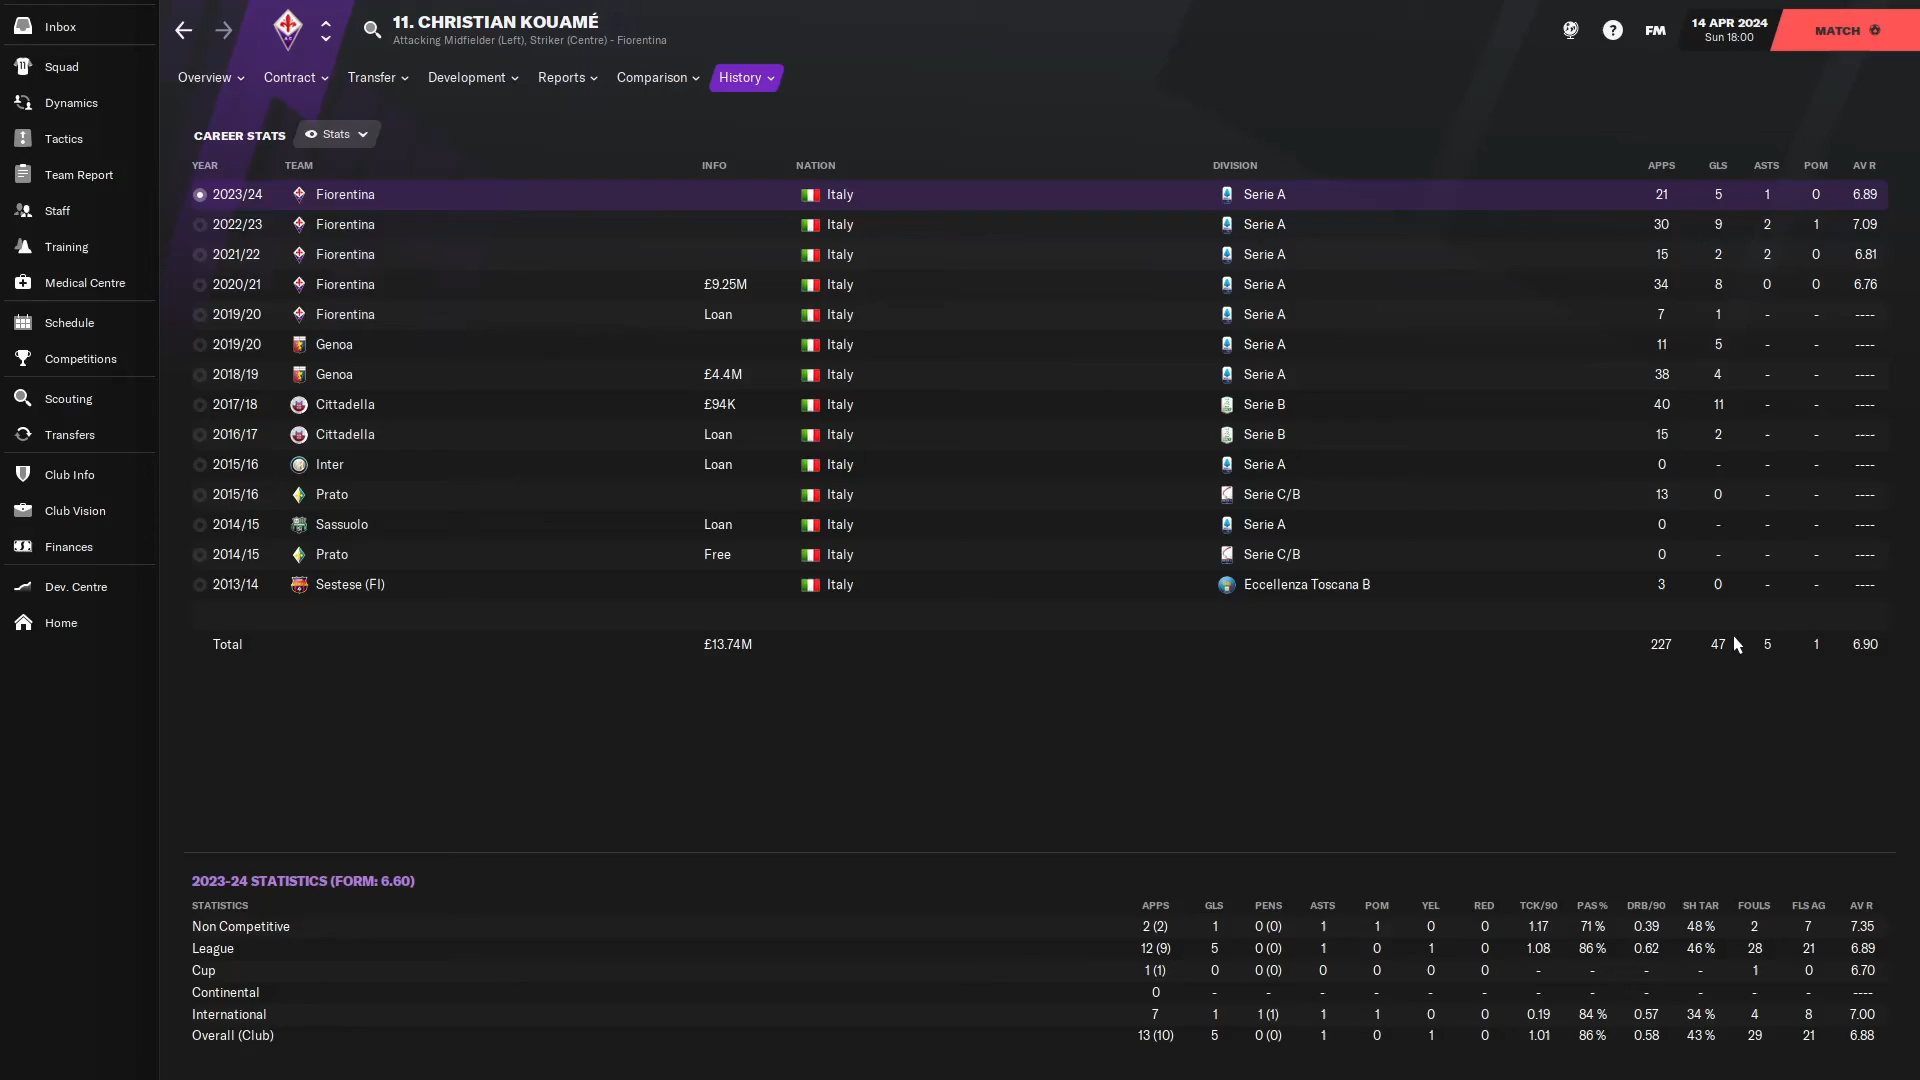 Inbox
Squad
Dynamics
Tactics
Team Report
Staff
Training
Medical Centre
Schedule
Competitions
Scouting
Transfers
Club Info
Club Vision
Finances
Dev. Centre
Home
11. CHRISTIAN KOUAMÉ
Attacking Midfielder (Left), Striker (Centre) - Fiorentina
FM
14 APR 2024
Sun 18:00
MATCH
Overview Contract Transfer Development Reports Comparison History
CAREER STATS Stats
YEAR TEAM INFO NATION DIVISION APPS GLS ASTS POM AV R
2023/24 Fiorentina Italy Serie A 21 5 1 0 6.89
2022/23 Fiorentina Italy Serie A 30 9 2 1 7.09
2021/22 Fiorentina Italy Serie A 15 2 2 0 6.81
2020/21 Fiorentina £9.25M Italy Serie A 34 8 0 0 6.76
2019/20 Fiorentina Loan Italy Serie A 7 1 - - ----
2019/20 Genoa Italy Serie A 11 5 - - ----
2018/19 Genoa £4.4M Italy Serie A 38 4 - - ----
2017/18 Cittadella £94K Italy Serie B 40 11 - - ----
2016/17 Cittadella Loan Italy Serie B 15 2 - - ----
2015/16 Inter Loan Italy Serie A 0 - - - ----
2015/16 Prato Italy Serie C/B 13 0 - - ----
2014/15 Sassuolo Loan Italy Serie A 0 - - - ----
2014/15 Prato Free Italy Serie C/B 0 - - - ----
2013/14 Sestese (FI) Italy Eccellenza Toscana B 3 0 - - ----
Total £13.74M 227 47 5 1 6.90
2023-24 STATISTICS (FORM: 6.60)
STATISTICS APPS GLS PENS ASTS POM YEL RED TCK/90 PAS % DRB/90 SH TAR FOULS FLS AG AV R
Non Competitive 2 (2) 1 0 (0) 1 1 0 0 1.17 71 % 0.39 48 % 2 7 7.35
League 12 (9) 5 0 (0) 1 0 1 0 1.08 86 % 0.62 46 % 28 21 6.89
Cup 1 (1) 0 0 (0) 0 0 0 0 - - - - 1 0 6.70
Continental 0 - - - - - - - - - - - - ----
International 7 1 1 (1) 1 1 0 0 0.19 84 % 0.57 34 % 4 8 7.00
Overall (Club) 13 (10) 5 0 (0) 1 0 1 0 1.01 86 % 0.58 43 % 29 21 6.88